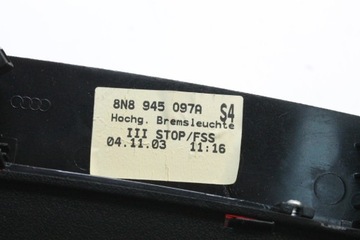 8N8 945 097A S4
Hochg. Bremsleuchte
III STOP/FSS
04.11.03 11:16